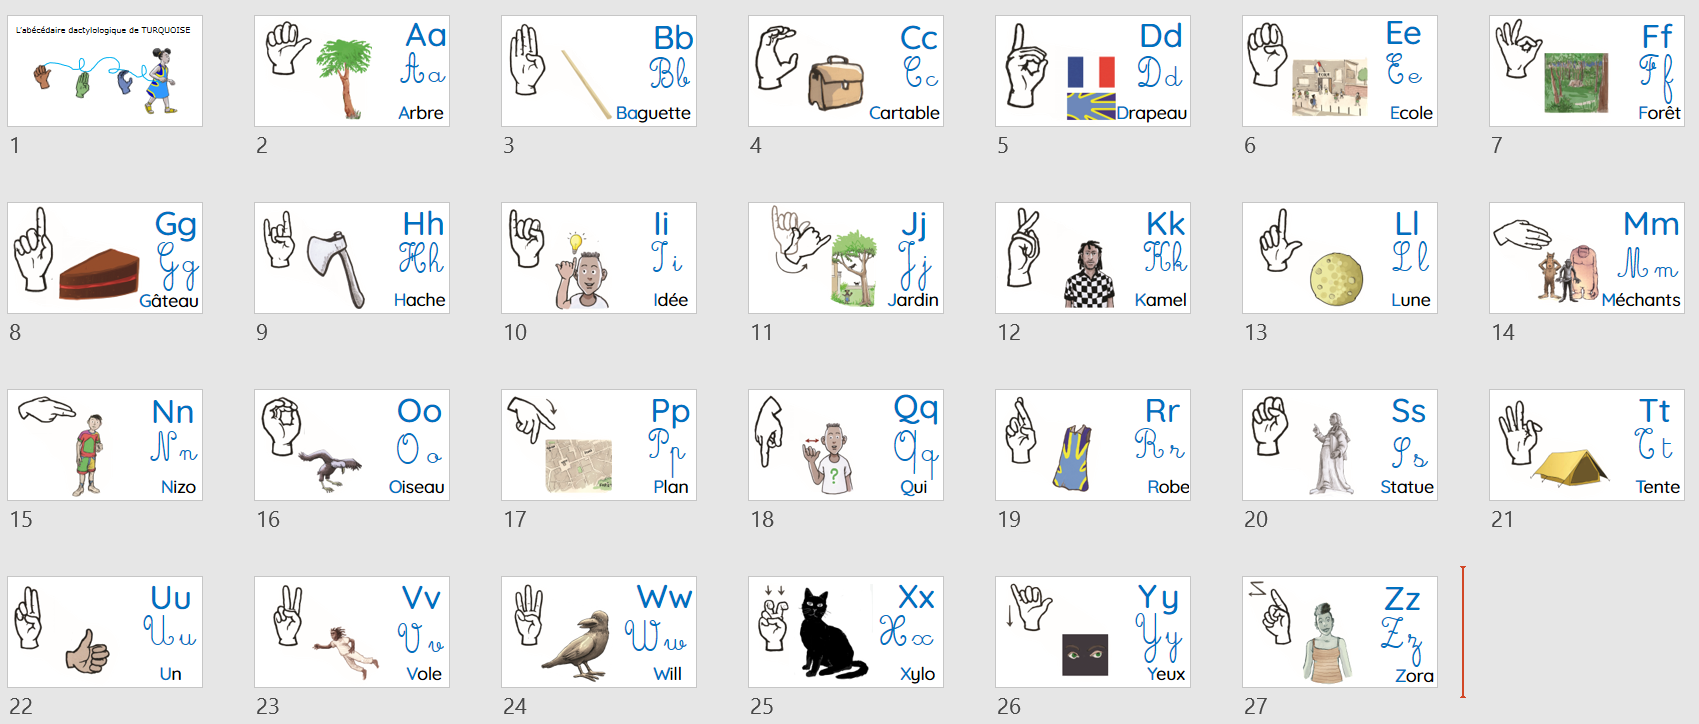 L'abécédaire dactylologique de TURQUOISE
1
Aa
Aa
Arbre
2
Bb
Bb
Baguette
3
Cc
Cc
Cartable
4
Dd
Dd
Drapeau
5
Ee
Ee
ECOLE
Ecole
6
Ff
Ff
Forêt
7
Gg
Gg
Gâteau
8
Hh
Hh
Hache
9
Ii
Ii
Idée
10
Jj
Jj
Jardin
11
Kk
Kk
Kamel
12
Ll
Ll
Lune
13
Mm
Mm
Méchants
14
Nn
Nn
Nizo
15
Oo
Oo
Oiseau
16
Pp
Pp
Plan
17
Qq
Qq
?
Qui
18
Rr
Rr
Robe
19
Ss
Ss
Statue
20
Tt
Tt
Tente
21
Uu
Uu
Un
22
Vv
Vv
Vole
23
Ww
Ww
Will
24
Xx
Xx
Xylo
25
Yy
Yy
Yeux
26
Zz
Zz
Zora
27